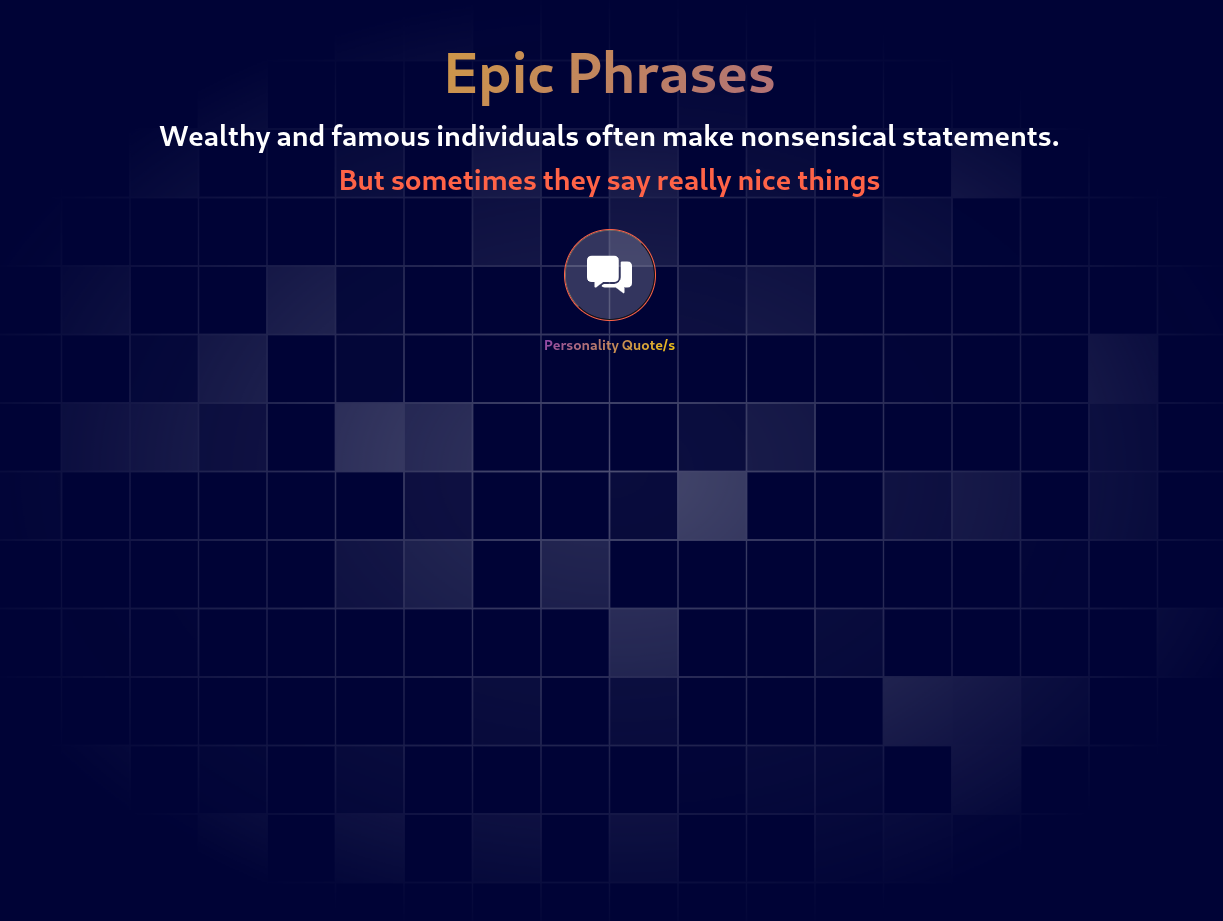 Epic Phrases
Wealthy and famous individuals often make nonsensical statements.
But sometimes they say really nice things
Personality Quote/s